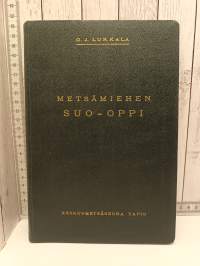 O. J. LUKKALA
METSÄMIEHEN
SUO-OPPI
KESKUSMETSÄSEURA TAPIO